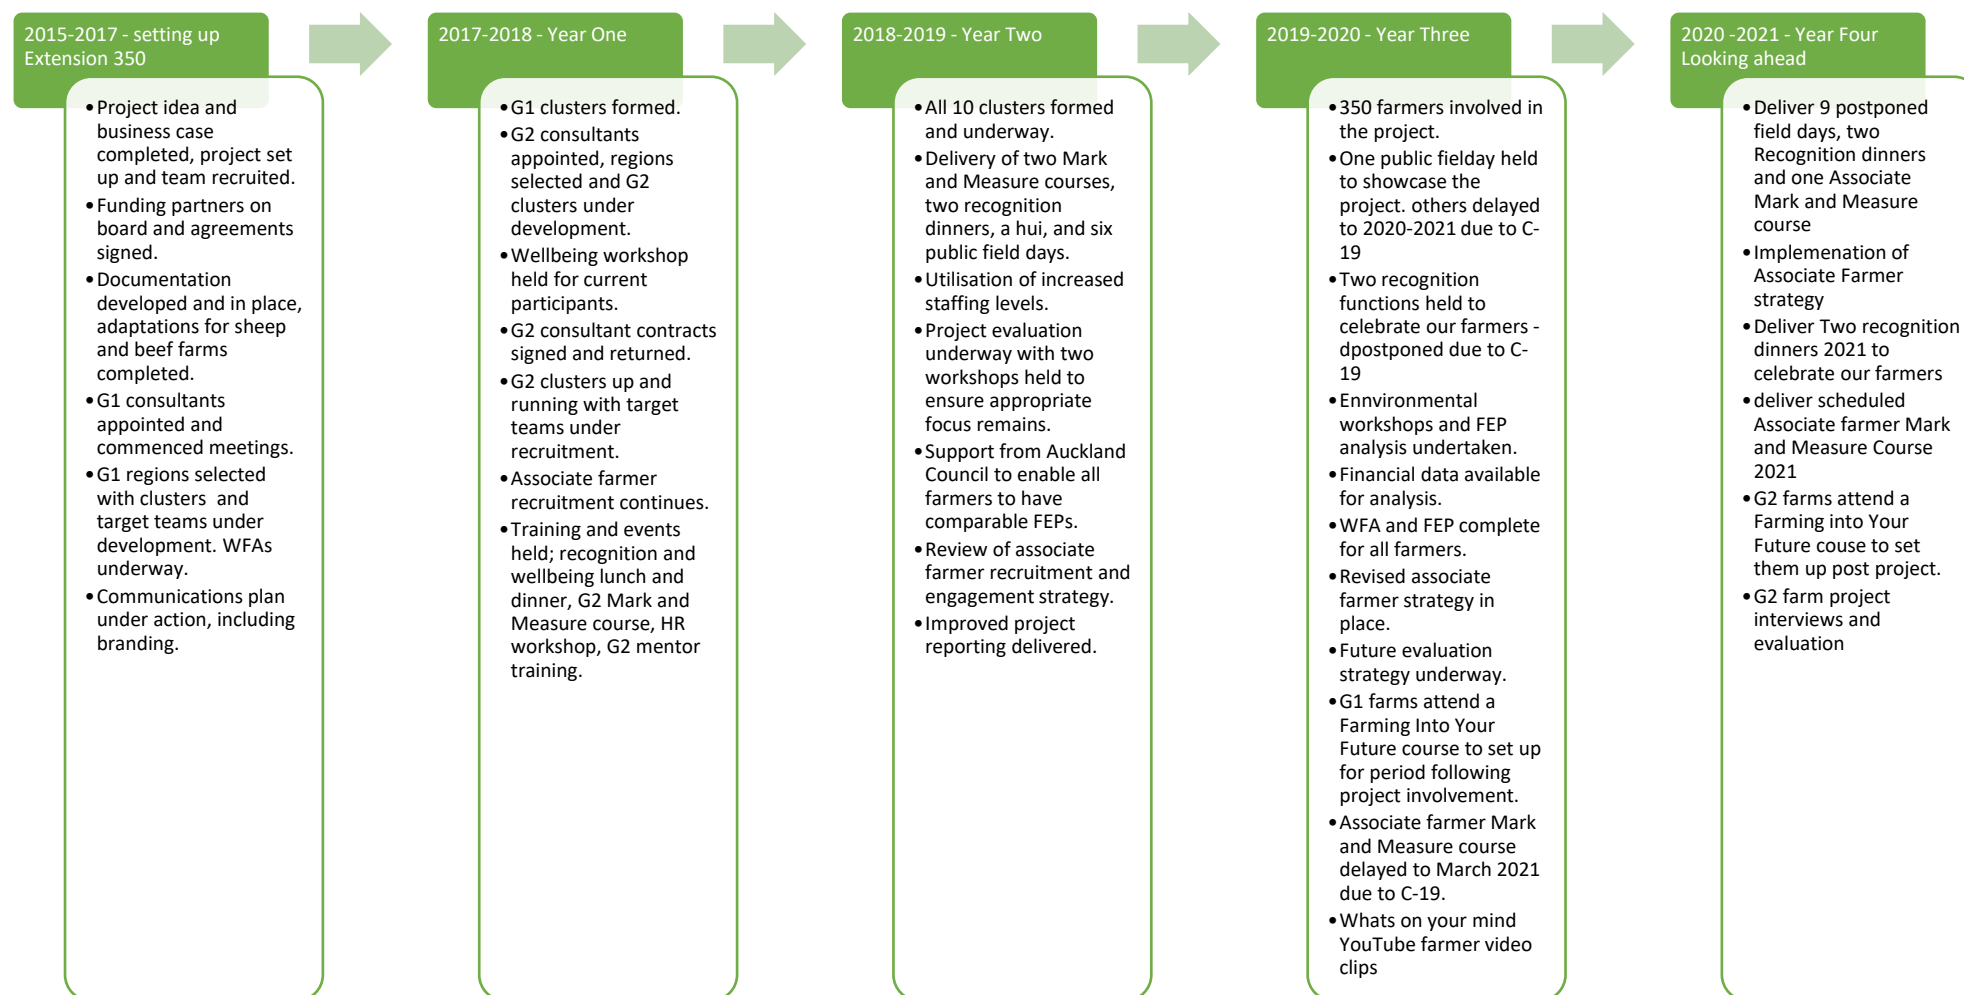 2015-2017 - setting up
Extension 350
•Project idea and
business case
completed, project set
up and team recruited.
•Funding partners on
board and agreements
signed.
•Documentation
developed and in place,
adaptations for sheep
and beef farms
completed.
•G1 consultants
appointed and
commenced meetings.
•G1 regions selected
with clusters and
target teams under
development. WFAs
underway.
•Communications plan
under action, including
branding.
2017-2018 - Year One
•G1 clusters formed.
•G2 consultants
appointed, regions
selected and G2
clusters under
development.
•Wellbeing workshop
held for current
participants.
•G2 consultant contracts
signed and returned.
•G2 clusters up and
running with target
teams under
recruitment.
•Associate farmer
recruitment continues.
•Training and events
held; recognition and
wellbeing lunch and
dinner, G2 Mark and
Measure course, HR
workshop, G2 mentor
training.
2018-2019 - Year Two
•All 10 clusters formed
and underway.
•Delivery of two Mark
and Measure courses,
two recognition
dinners, a hui, and six
public field days.
•Utilisation of increased
staffing levels.
•Project evaluation
underway with two
workshops held to
ensure appropriate
focus remains.
•Support from Auckland
Council to enable all
farmers to have
comparable FEPs.
•Review of associate
farmer recruitment and
engagement strategy.
•Improved project
reporting delivered.
2019-2020 - Year Three
•350 farmers involved in
the project.
•One public fielday held
to showcase the
project. others delayed
to 2020-2021 due to C-
19
•Two recognition
functions held to
celebrate our farmers -
dpostponed due to C-
19
•Ennvironmental
workshops and FEP
analysis undertaken.
•Financial data available
for analysis.
•WFA and FEP complete
for all farmers.
•Revised associate
farmer strategy in
place.
•Future evaluation
strategy underway.
•G1 farms attend a
Farming Into Your
Future course to set up
for period following
project involvement.
•Associate farmer Mark
and Measure course
delayed to March 2021
due to C-19.
•Whats on your mind
YouTube farmer video
clips
2020 -2021 - Year Four
Looking ahead
•Deliver 9 postponed
field days, two
Recognition dinners
and one Associate
Mark and Measure
course
•Implemenation of
Associate Farmer
strategy
•Deliver Two recognition
dinners 2021 to
celebrate our farmers
•deliver scheduled
Associate farmer Mark
and Measure Course
2021
•G2 farms attend a
Farming into Your
Future couse to set
them up post project.
•G2 farm project
interviews and
evaluation